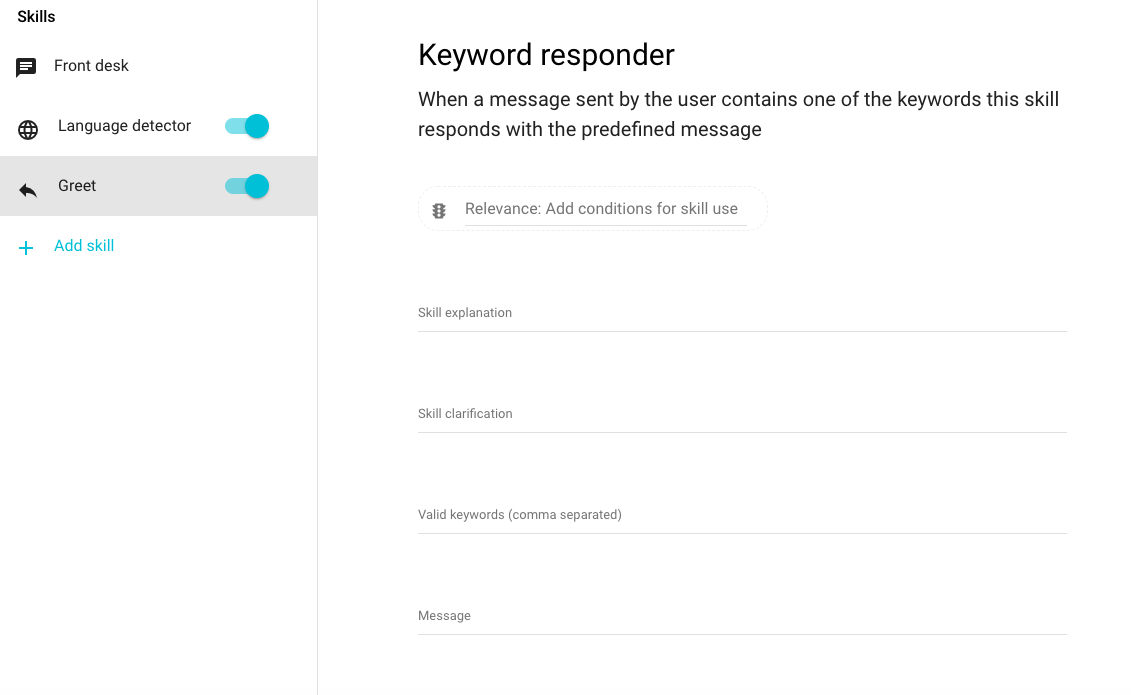 Skills
Front desk
Language detector
Greet
Add skill
Keyword responder
When a message sent by the user contains one of the keywords this skill
responds with the predefined message
Relevance: Add conditions for skill use
Skill explanation
Skill clarification
Valid keywords (comma separated)
Message